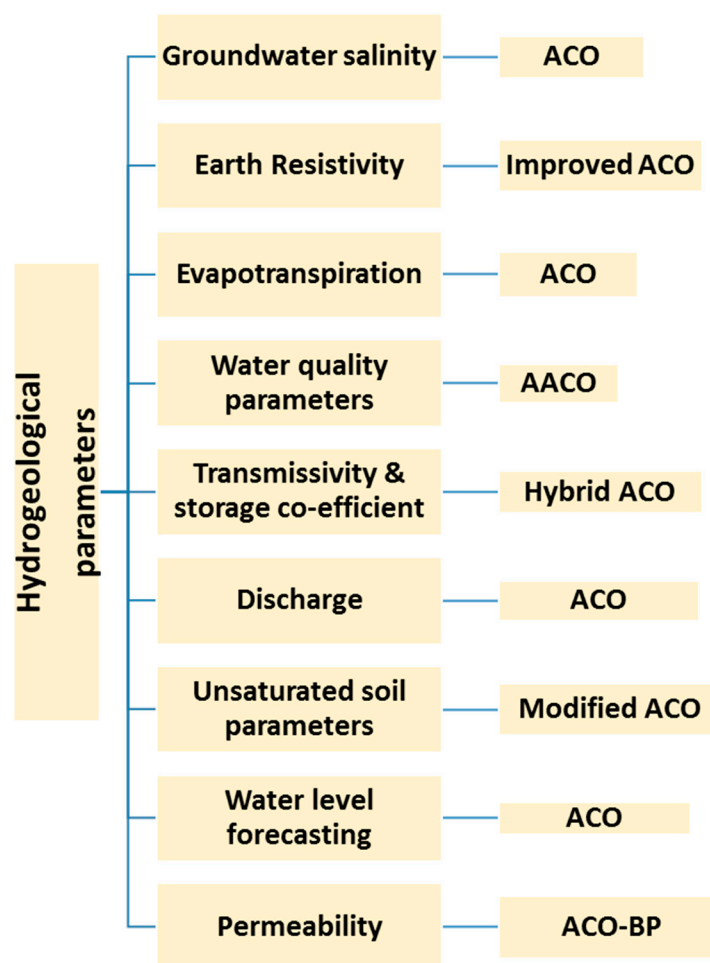 Hydrogeological
parameters
Groundwater salinity
ACO
Earth Resistivity
Improved ACO
Evapotranspiration
ACO
Water quality
parameters
AACO
Transmissivity &
storage co-efficient
Hybrid ACO
Discharge
ACO
Unsaturated soil
parameters
Modified ACO
Water level
forecasting
ACO
Permeability
ACO-BP